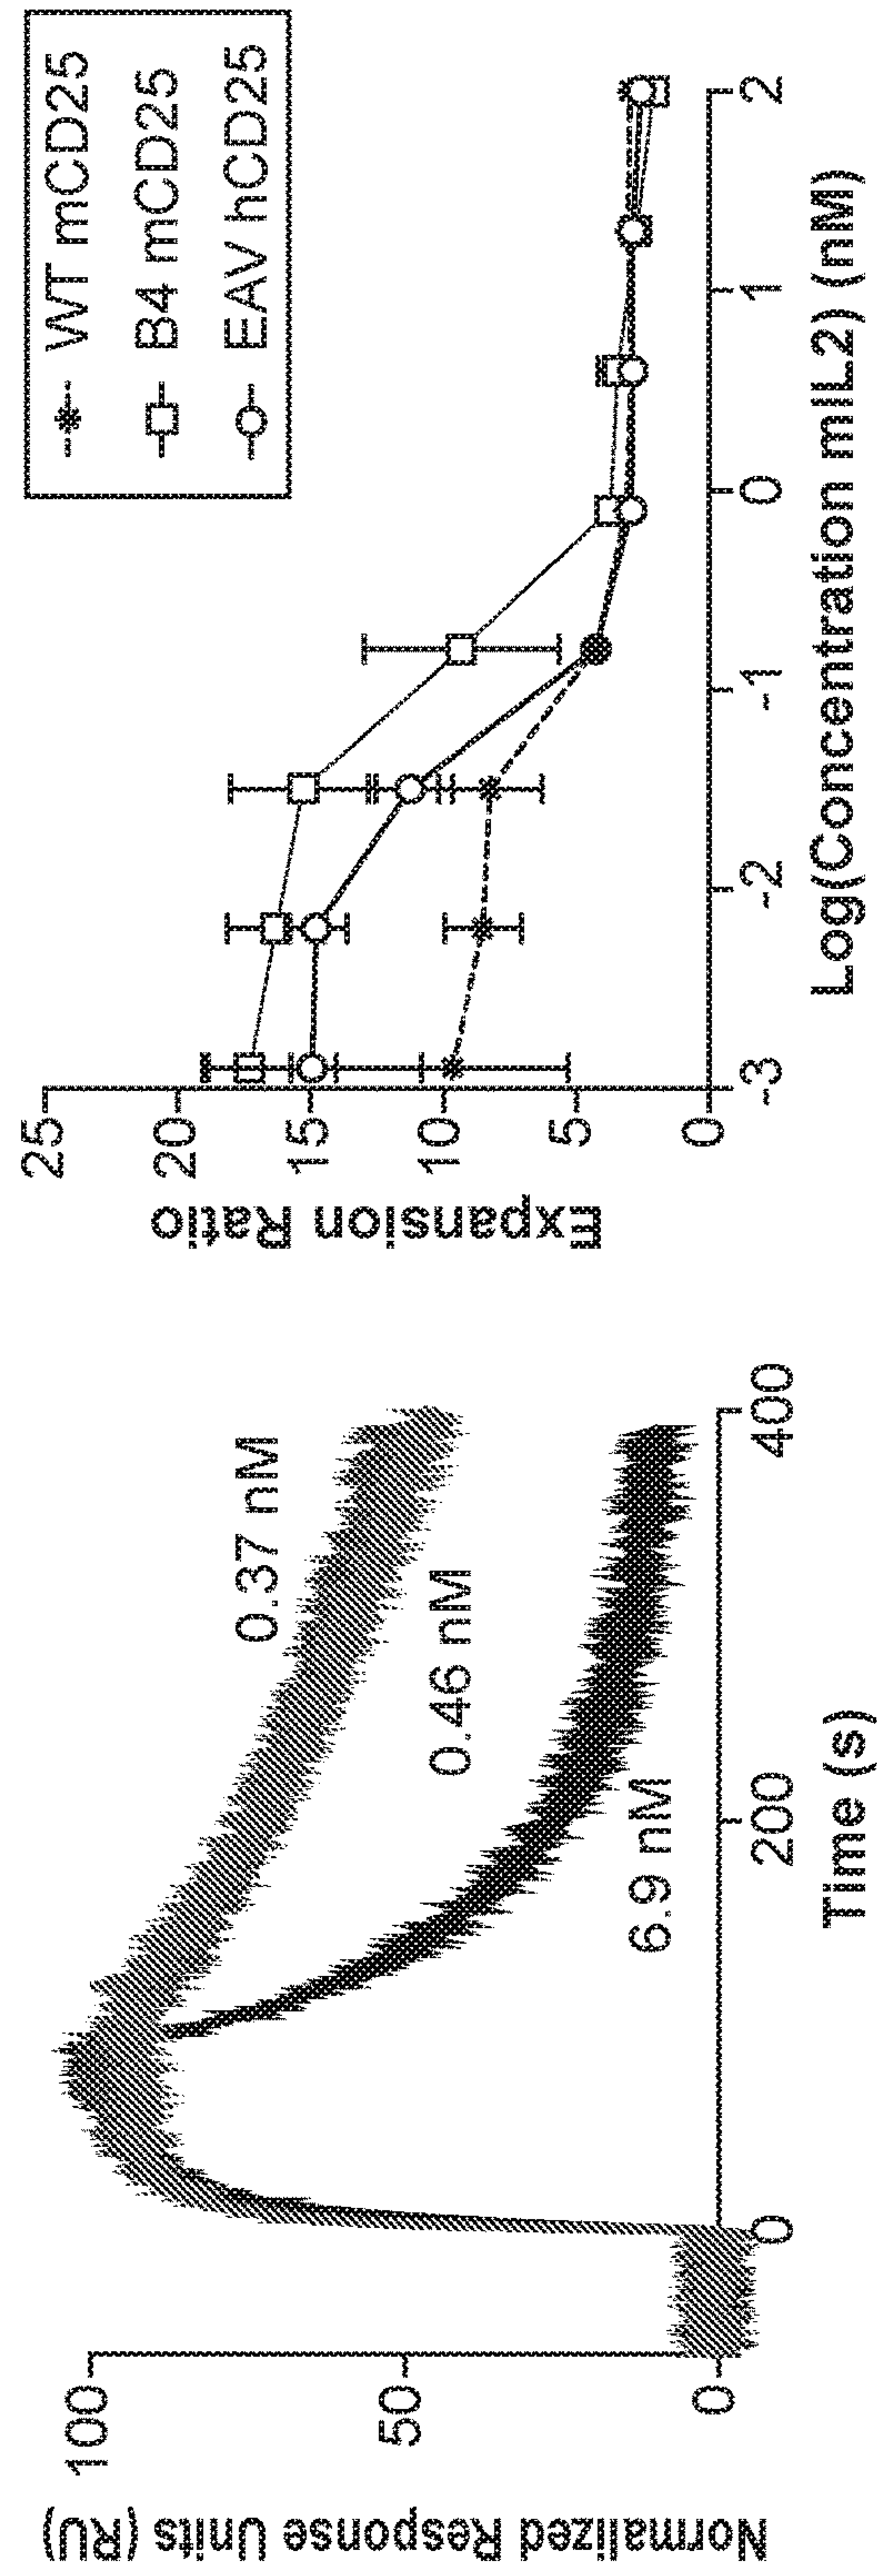 Normalized Response Units (RU)
100
50
0
0.37 nM
0.46 nM
6.9 nM
0
200
400
Time (s)
Expansion Ratio
25
20
15
10
5
0
WT mCD25
B4 mCD25
EAV hCD25
-3
-2
-1
0
1
2
Log(Concentration mIL2) (nM)